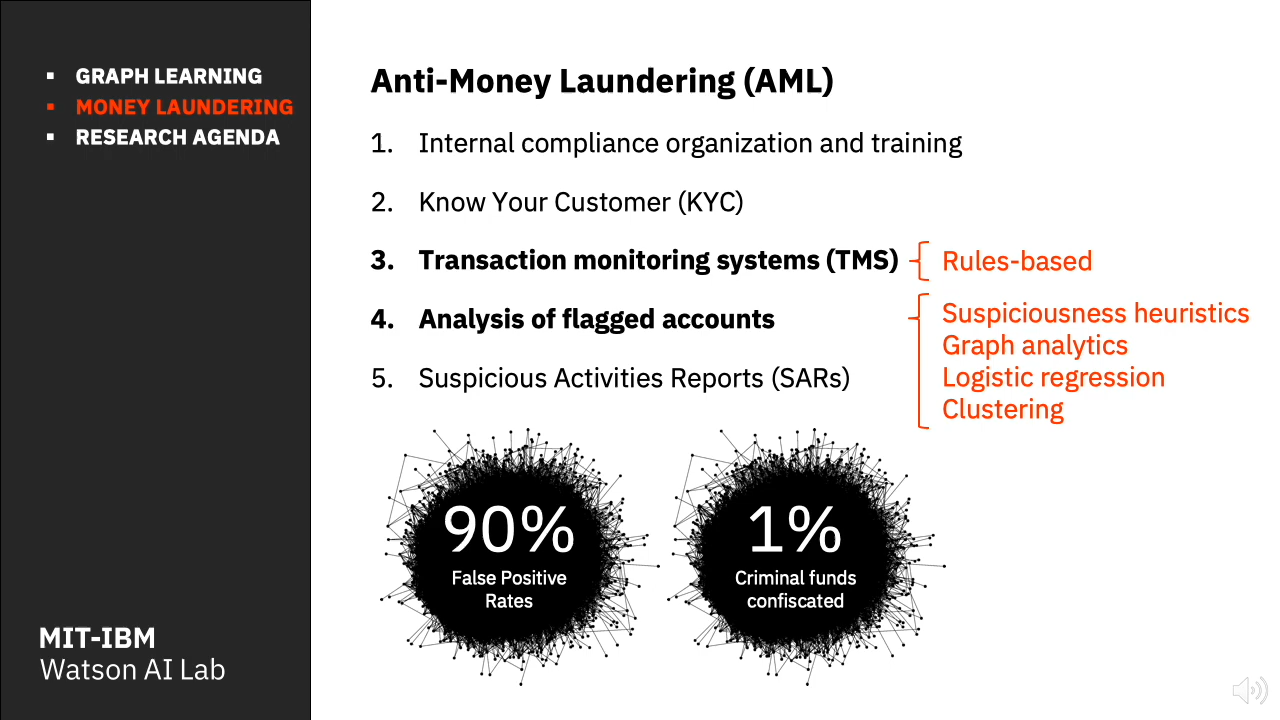 GRAPH LEARNING
MONEY LAUNDERING
RESEARCH AGENDA
MIT-IBM
Watson AI Lab
Anti-Money Laundering (AML)
1. Internal compliance organization and training
2. Know Your Customer (KYC)
3. Transaction monitoring systems (TMS)
Rules-based
4. Analysis of flagged accounts
Suspiciousness heuristics
Graph analytics
Logistic regression
Clustering
5. Suspicious Activities Reports (SARs)
90%
False Positive
Rates
1%
Criminal funds
confiscated